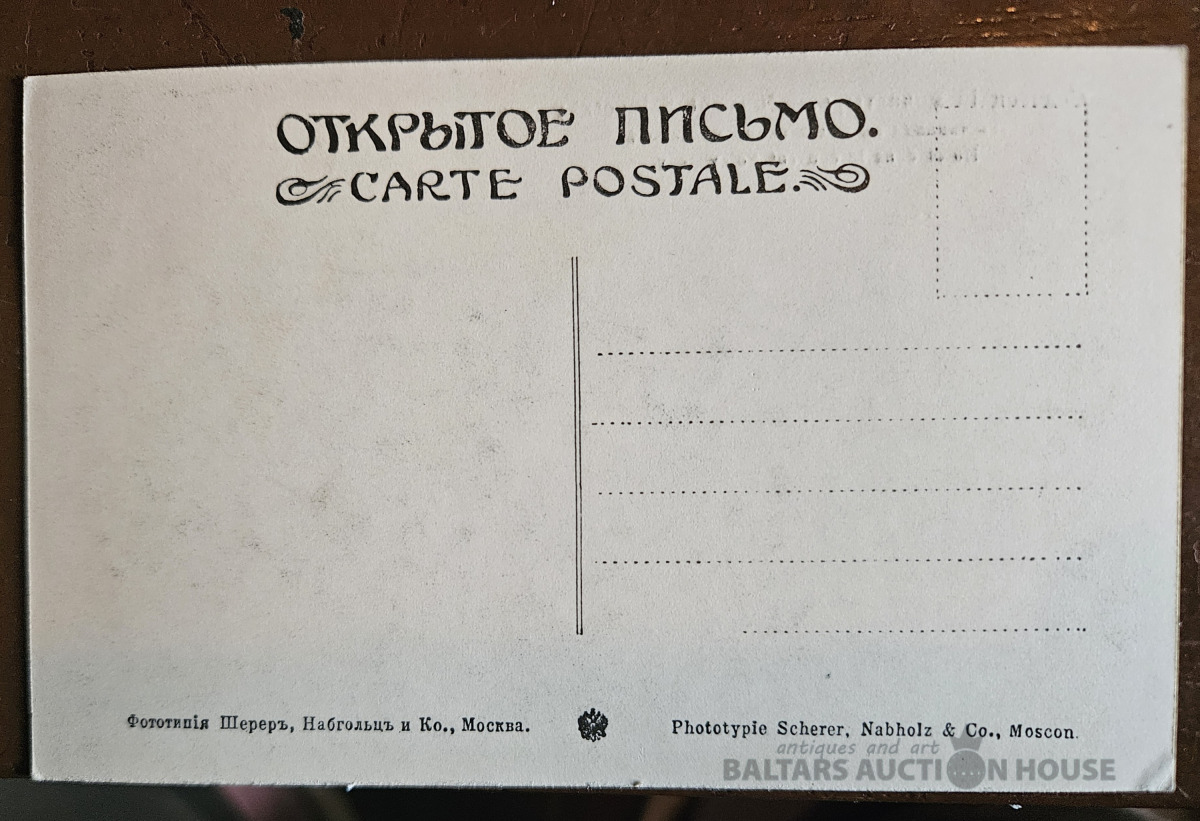 ОТКРЫТОЕ ПИСЬМО.
CARTE POSTALE.
Фототипія Шереръ, Набгольцъ и Ко., Москва.
Phototypie Scherer, Nabholz & Co., Moscon.
antiques and art
BALTARS AUCTION HOUSE